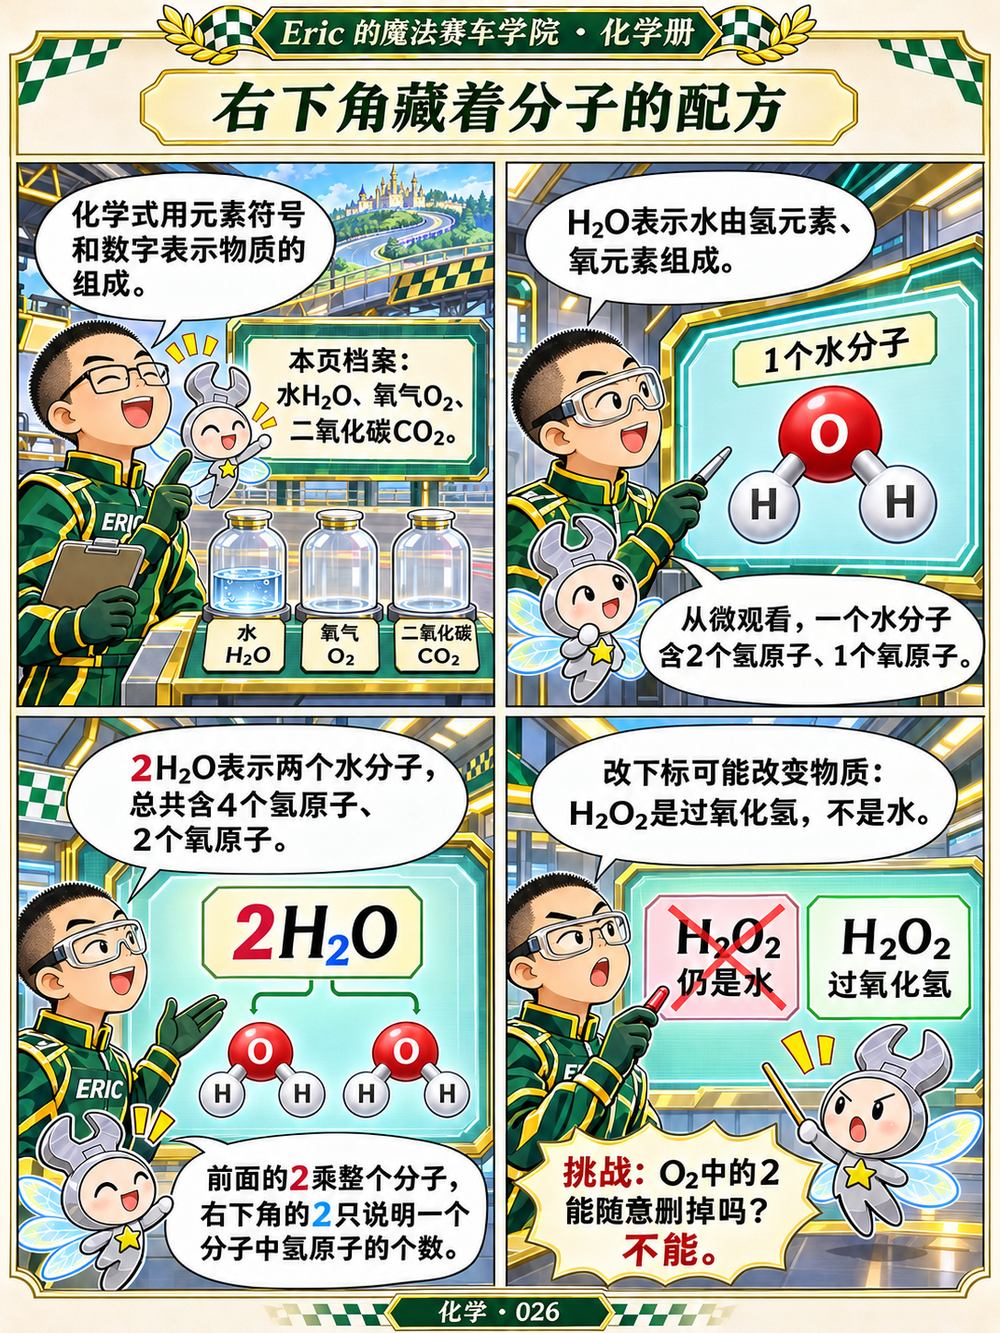 Eric 的魔法赛车学院 · 化学册
右下角藏着分子的配方
化学式用元素符号
和数字表示物质的
组成。
本页档案：
水H₂O、氧气O₂、
二氧化碳CO₂。
ERIC
水
H₂O
氧气
O₂
二氧化碳
CO₂
H₂O表示水由氢元素、
氧元素组成。
1个水分子
O
H
H
从微观看，一个水分子
含2个氢原子、1个氧原子。
2H₂O表示两个水分子，
总共含4个氢原子、
2个氧原子。
2H₂O
O
O
H
H
H
H
ERIC
前面的2乘整个分子，
右下角的2只说明一个
分子中氢原子的个数。
改下标可能改变物质：
H₂O₂是过氧化氢，不是水。
H₂O₂
仍是水
H₂O₂
过氧化氢
挑战：O₂中的2
能随意删掉吗？
不能。
化学 · 026